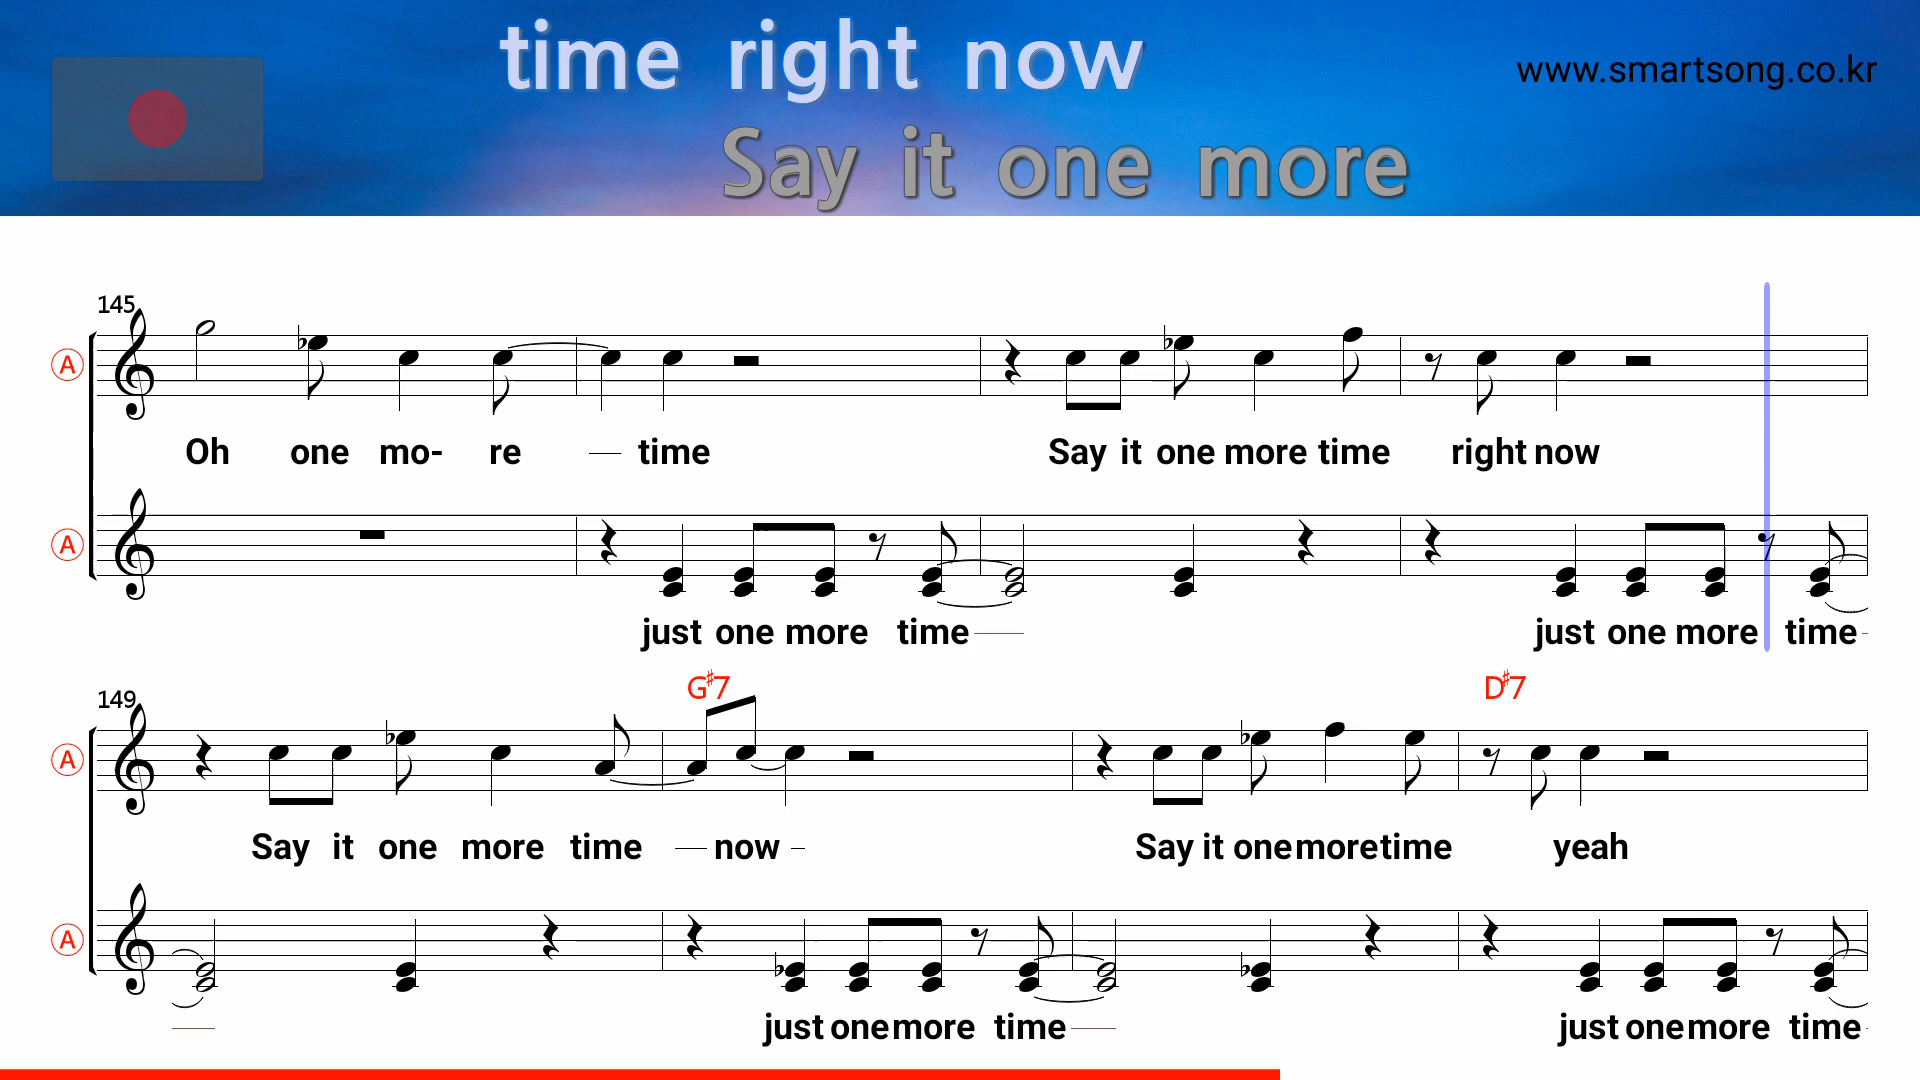 time right now
www.smartsong.co.kr
Say it one more
145
A
Oh one mo- re — time Say it one more time right now
A
just one more time — just one more time -
G#7 D#7
149
A
Say it one more time — now – Say it one more time yeah
A
— just one more time — just one more time -